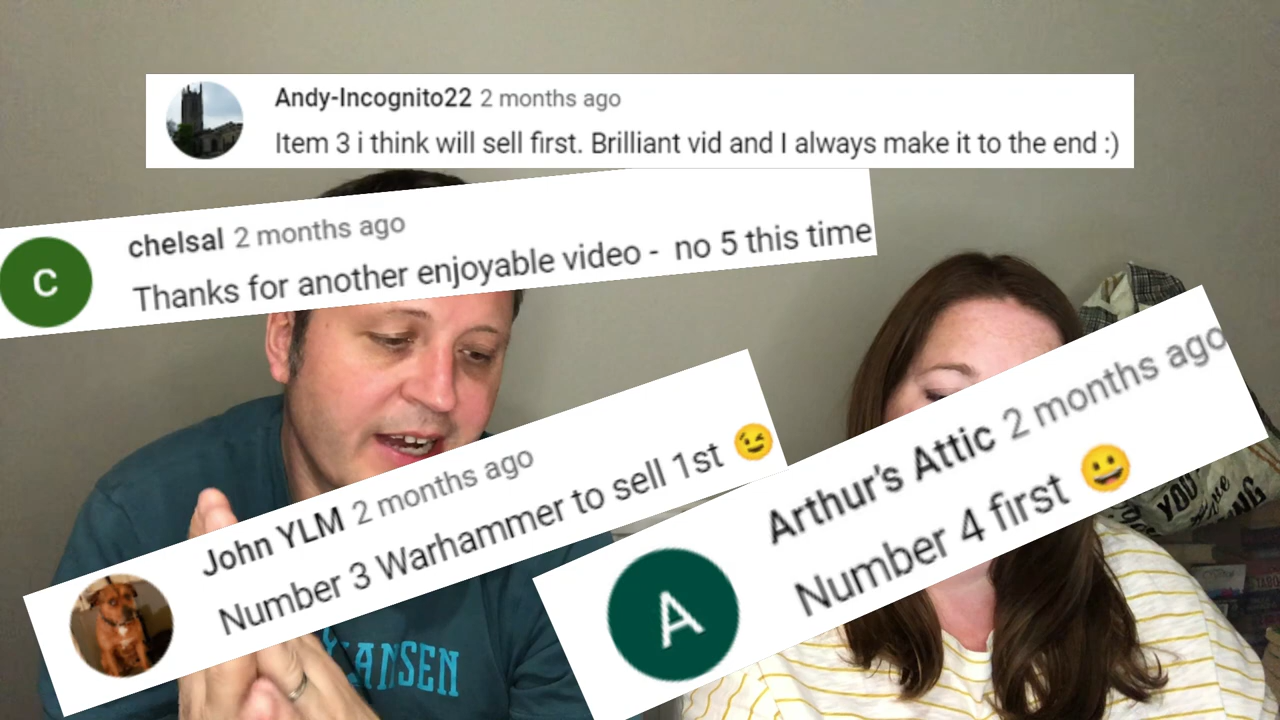 Andy-Incognito22 2 months ago
Item 3 i think will sell first. Brilliant vid and I always make it to the end :)
C
chelsal 2 months ago
Thanks for another enjoyable video - no 5 this time
John YLM 2 months ago
Number 3 Warhammer to sell 1st 😉
A
Arthur's Attic 2 months ago
Number 4 first 😀
ANSEN
YOU